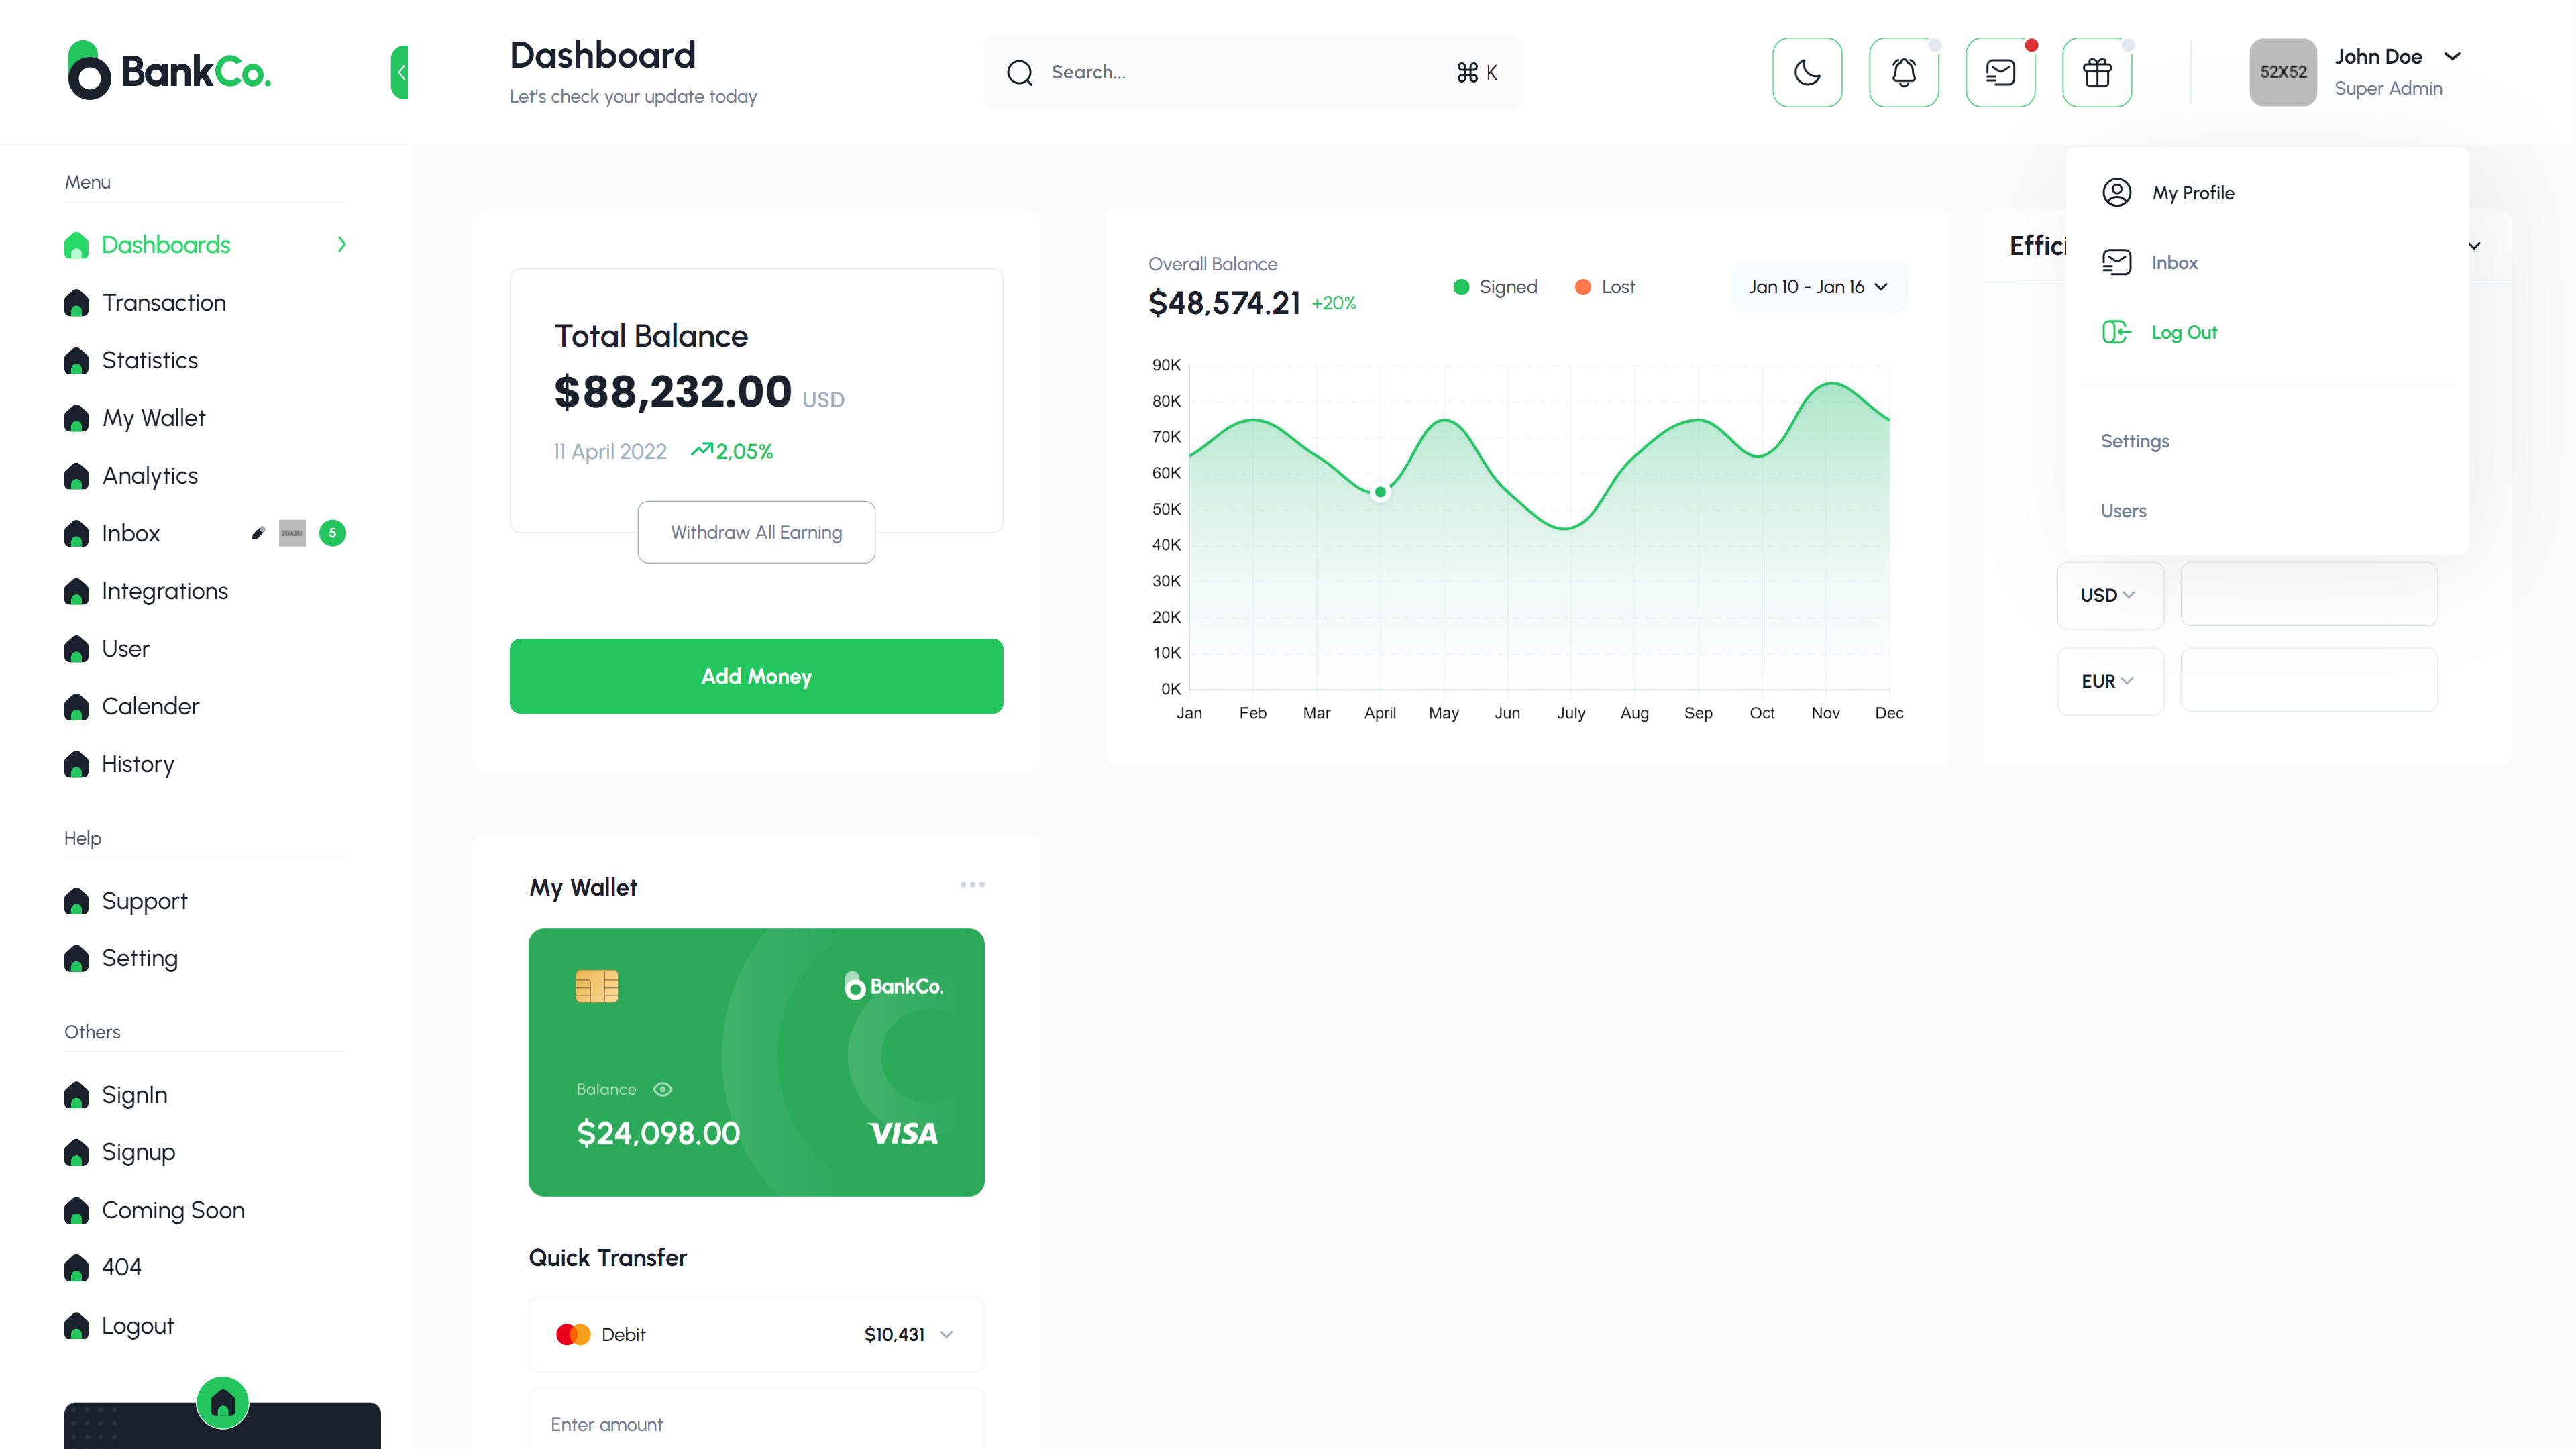 BankCo.
Dashboard
Let's check your update today
Search...
⌘ K
52X52
John Doe
Super Admin
Menu
Dashboards
Transaction
Statistics
My Wallet
Analytics
Inbox
5
Integrations
User
Calender
History
Help
Support
Setting
Others
SignIn
Signup
Coming Soon
404
Logout
Total Balance
$88,232.00 USD
11 April 2022 2,05%
Withdraw All Earning
Add Money
Overall Balance
$48,574.21 +20%
Signed
Lost
Jan 10 - Jan 16
90K
80K
70K
60K
50K
40K
30K
20K
10K
0K
Jan Feb Mar April May Jun July Aug Sep Oct Nov Dec
My Profile
Inbox
Log Out
Settings
Users
USD
EUR
My Wallet
BankCo.
Balance
$24,098.00
VISA
Quick Transfer
Debit $10,431
Enter amount